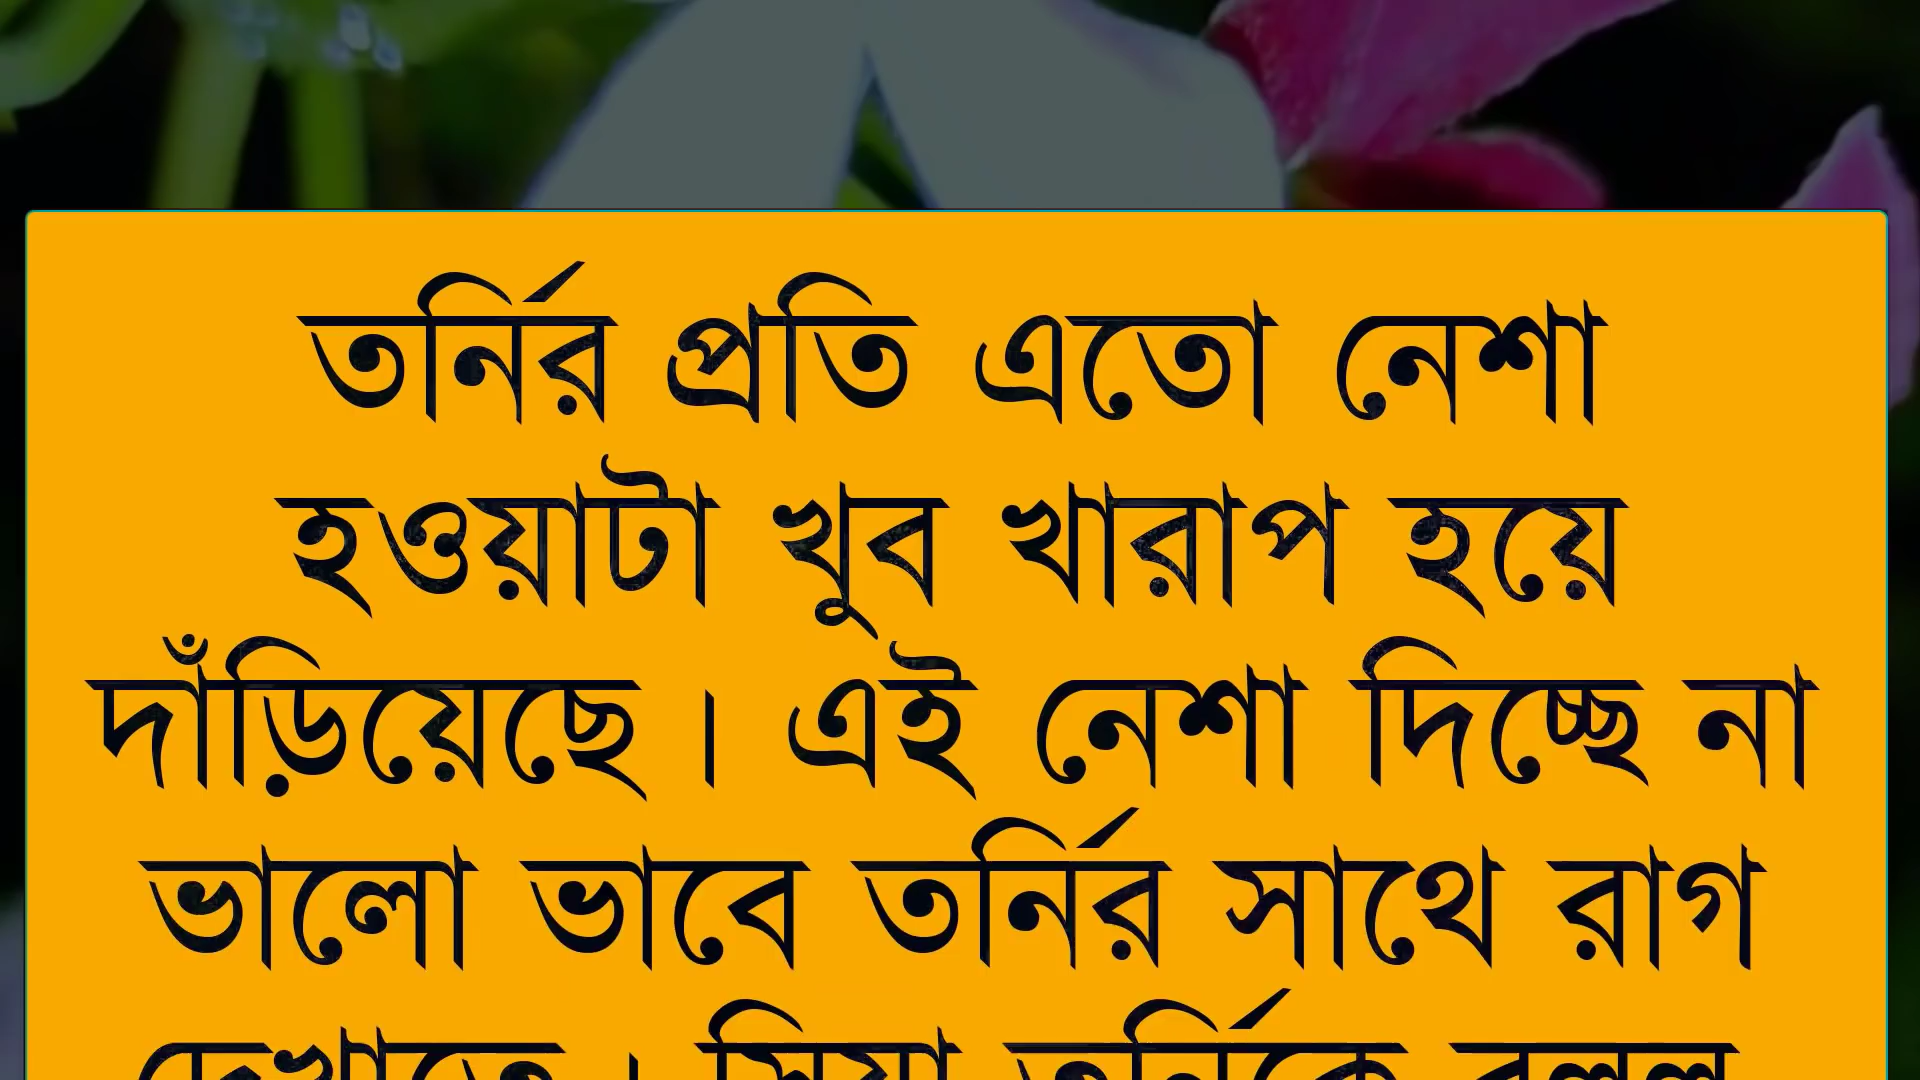 তর্নির প্রতি এতো নেশা
হওয়াটা খুব খারাপ হয়ে
দাঁড়িয়েছে। এই নেশা দিচ্ছে না
ভালো ভাবে তর্নির সাথে রাগ
দেখাতে। সিয়া তর্নিকে বলল